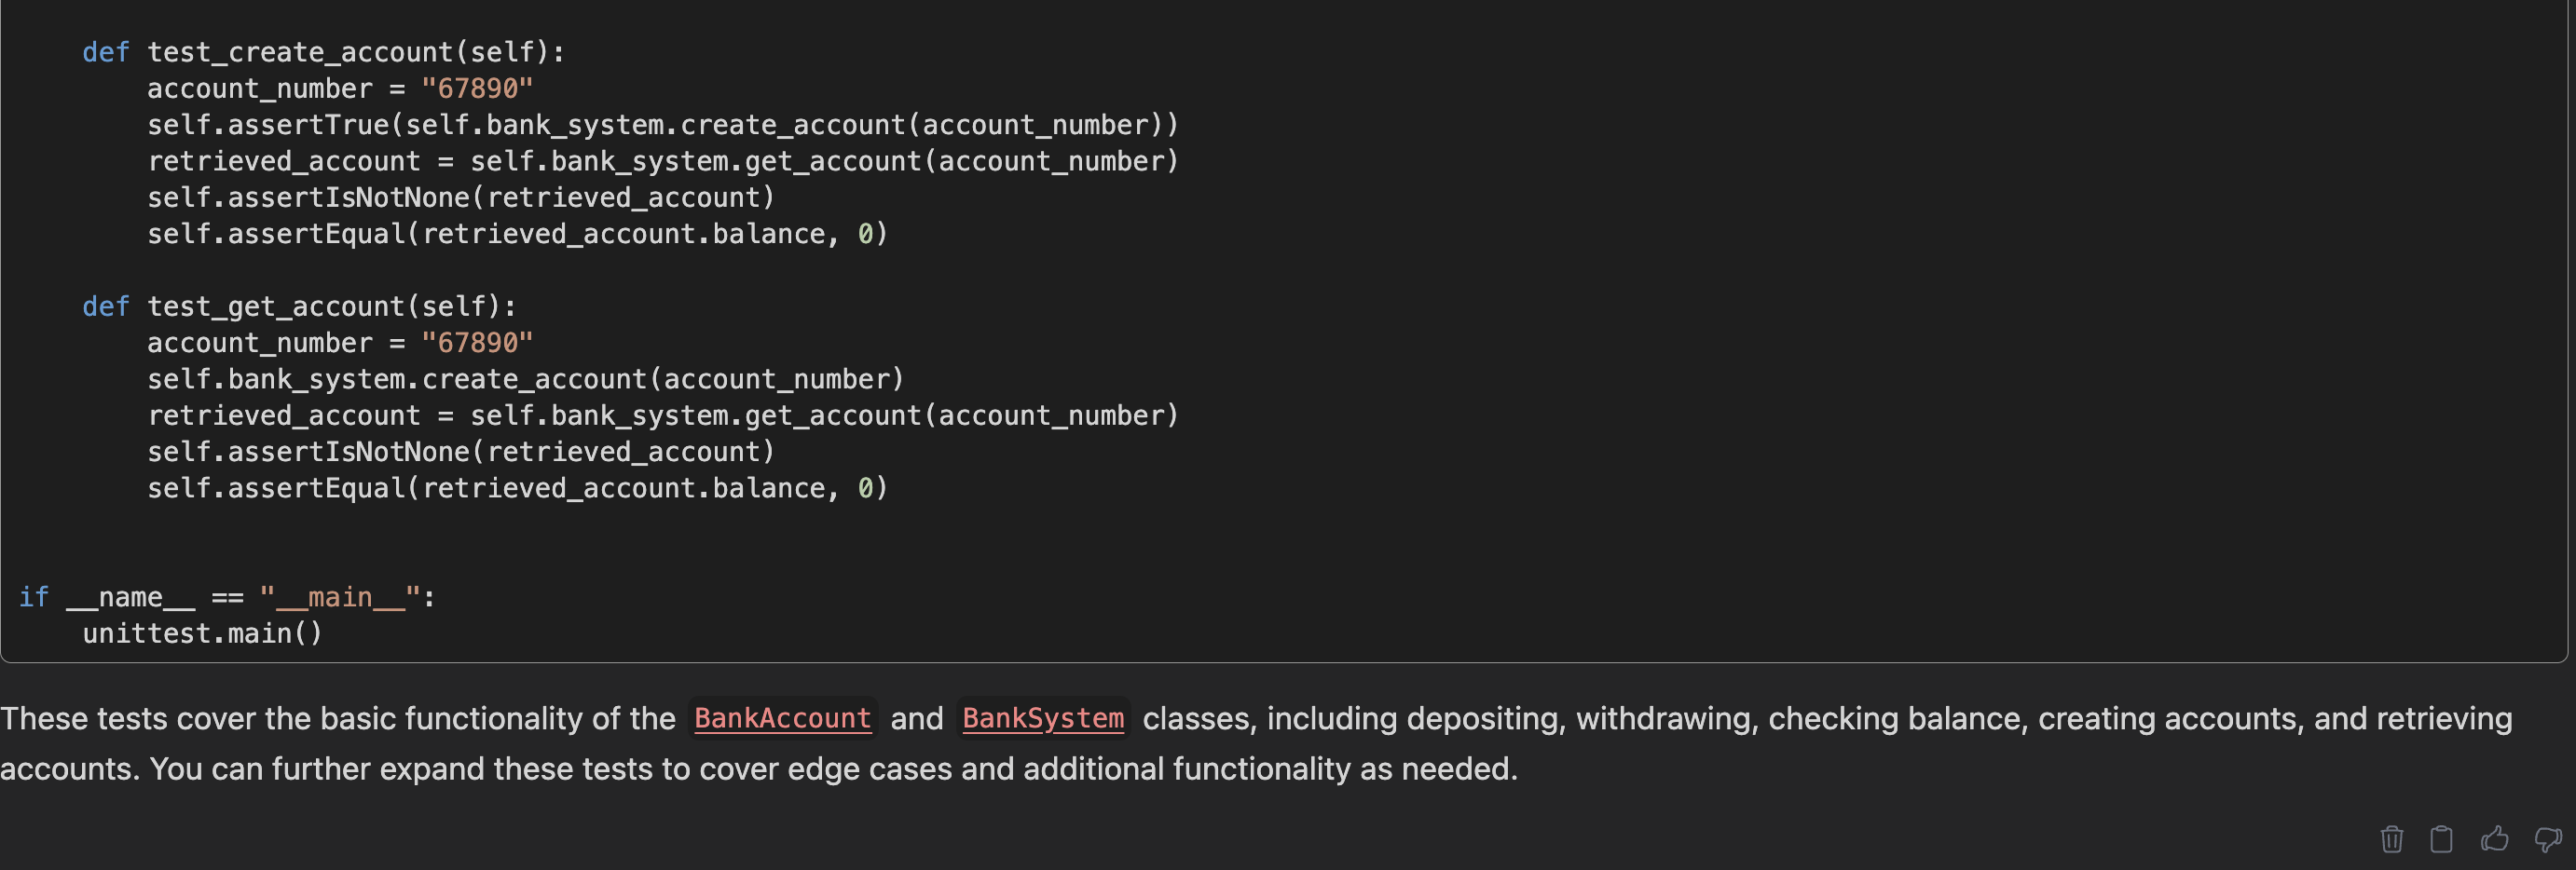 def test_create_account(self):
account_number = "67890"
self.assertTrue(self.bank_system.create_account(account_number))
retrieved_account = self.bank_system.get_account(account_number)
self.assertIsNotNone(retrieved_account)
self.assertEqual(retrieved_account.balance, 0)
def test_get_account(self):
account_number = "67890"
self.bank_system.create_account(account_number)
retrieved_account = self.bank_system.get_account(account_number)
self.assertIsNotNone(retrieved_account)
self.assertEqual(retrieved_account.balance, 0)
if __name__ == "__main__":
unittest.main()
These tests cover the basic functionality of the BankAccount and BankSystem classes, including depositing, withdrawing, checking balance, creating accounts, and retrieving
accounts. You can further expand these tests to cover edge cases and additional functionality as needed.